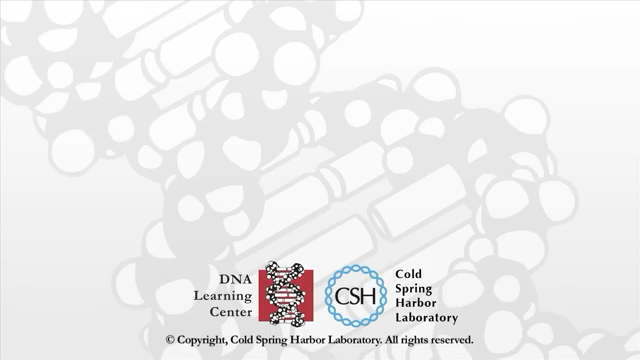 DNA
Learning
Center
CSH
Cold
Spring
Harbor
Laboratory
© Copyright, Cold Spring Harbor Laboratory. All rights reserved.